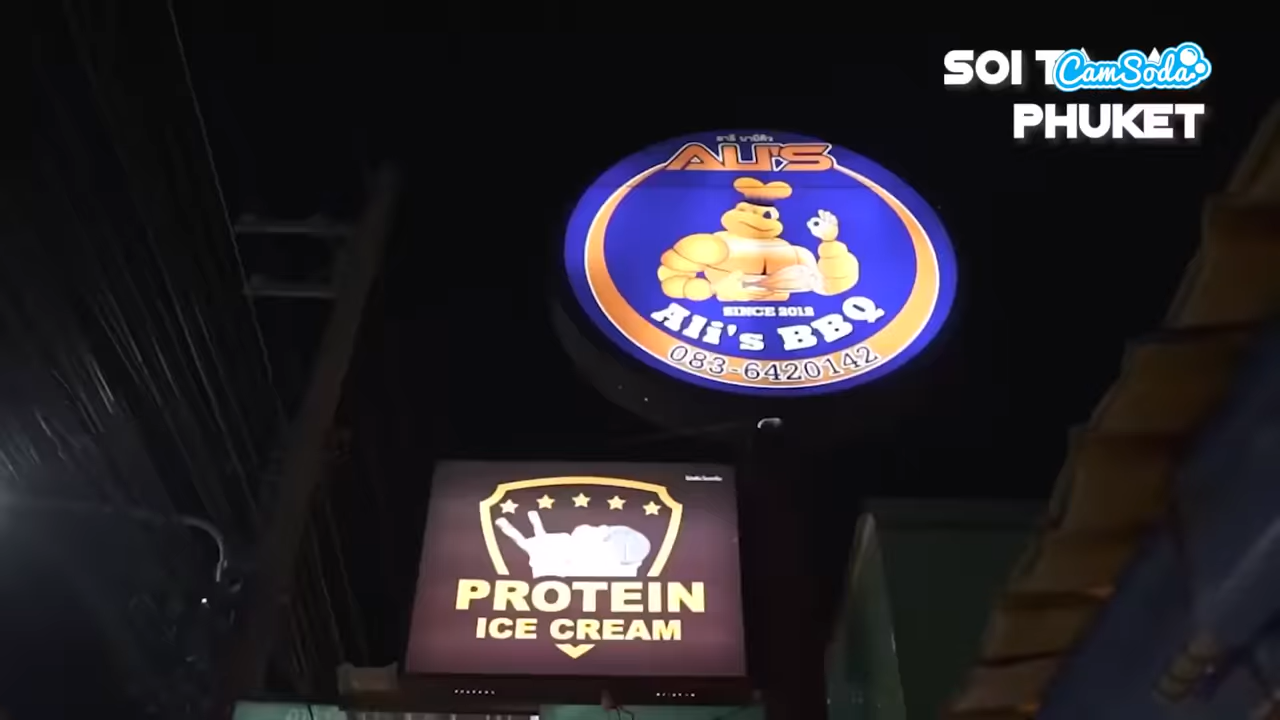 SOI
CamSoda
PHUKET
ALI'S
SINCE 2012
Ali's BBQ
083-6420142
PROTEIN
ICE CREAM